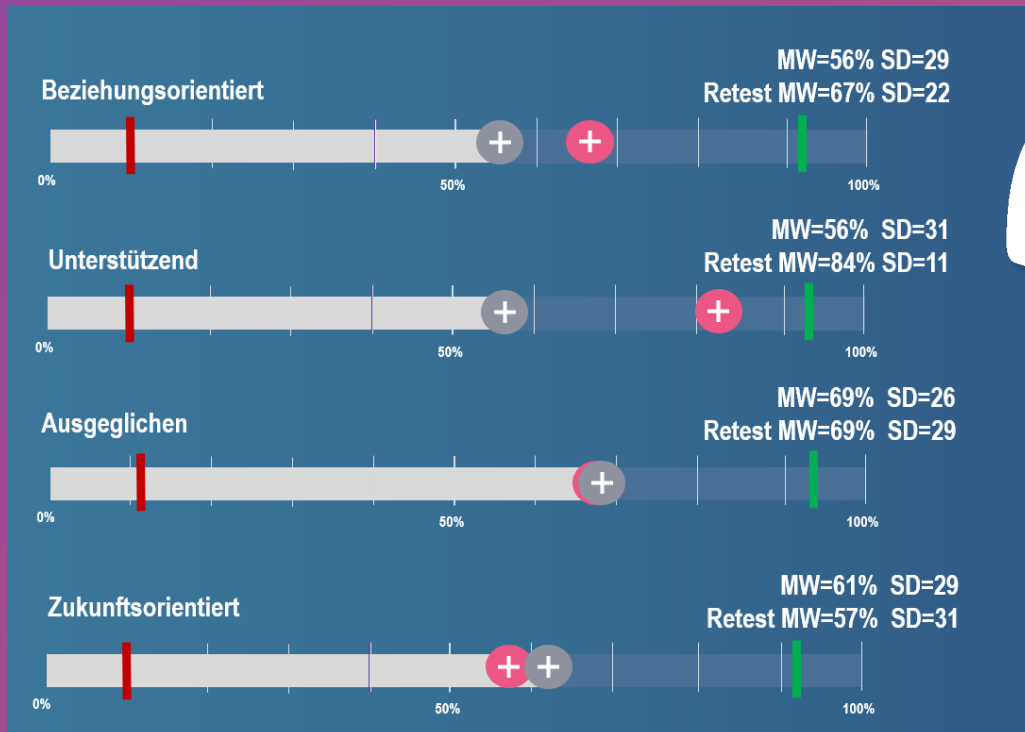 MW=56% SD=29
Beziehungsorientiert
Retest MW=67% SD=22
0%
50%
100%
MW=56% SD=31
Unterstützend
Retest MW=84% SD=11
0%
50%
100%
MW=69% SD=26
Ausgeglichen
Retest MW=69% SD=29
0%
50%
100%
MW=61% SD=29
Zukunftsorientiert
Retest MW=57% SD=31
0%
50%
100%